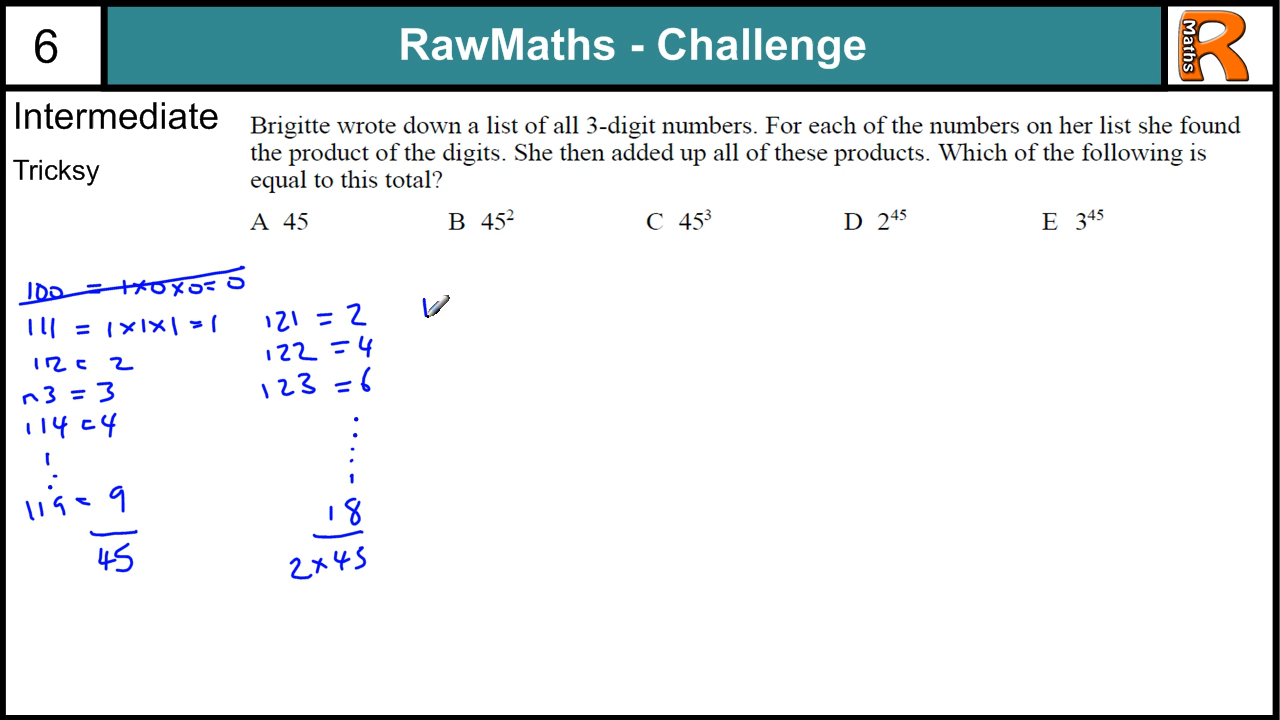 6
RawMaths - Challenge
Maths R
Intermediate
Tricksy
Brigitte wrote down a list of all 3-digit numbers. For each of the numbers on her list she found
the product of the digits. She then added up all of these products. Which of the following is
equal to this total?
A 45 B 45² C 45³ D 2⁴⁵ E 3⁴⁵
100 = 1×0×0=0
111 = 1×1×1=1
112 = 2
113 = 3
114 = 4
119 = 9
45
121 = 2
122 = 4
123 = 6
18
2×45